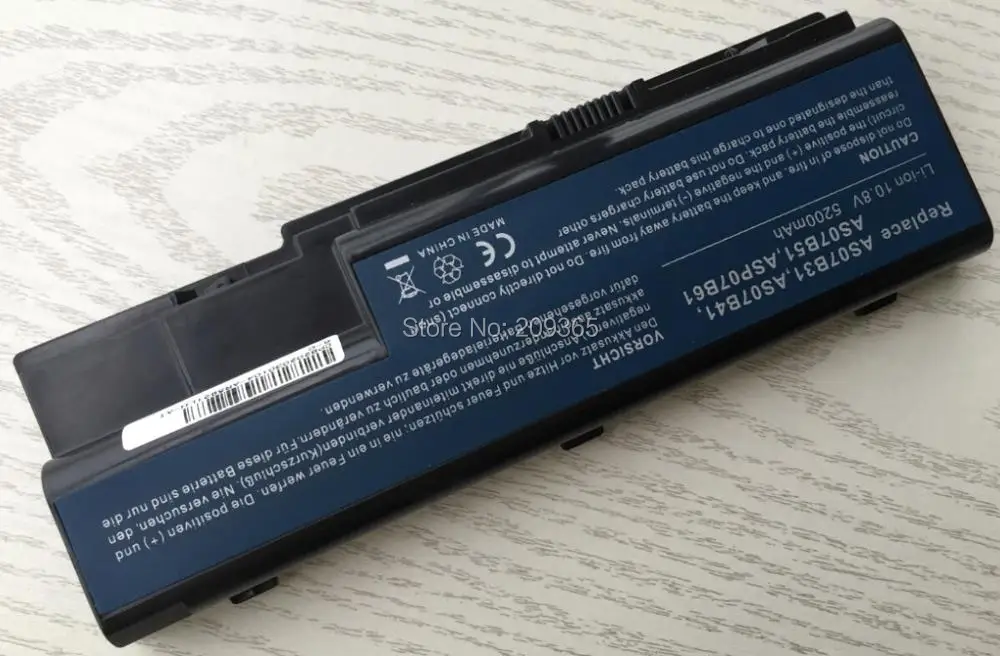 Replace AS07B31,AS07B41,
AS07B51,ASP07B61
Li-ion 10.8V 5200mAh
CAUTION
Do not dispose of in fire, and keep the battery away from fire. Do not directly connect (short
circuit) the positive (+) and the negative (-) terminals. Never attempt to disassemble or
reassemble the battery pack. Do not use battery chargers other
than the designated one to charge this battery pack.
MADE IN CHINA
CE
VORSICHT
Den Akkusatz vor Hitze und Feuer schützen; nie in ein Feuer werfen. Die positiven (+) und
negativen Anschlüße nie direkt miteinander verbinden(Kurzschluß). Nie versuchen, den
akkusatz auseinanderzunehmen oder baulich zu verändern. Für diese Batterie sind nur die
dafür vorgesehenen Batterieladegeräte zu verwenden.
Store No: 209365